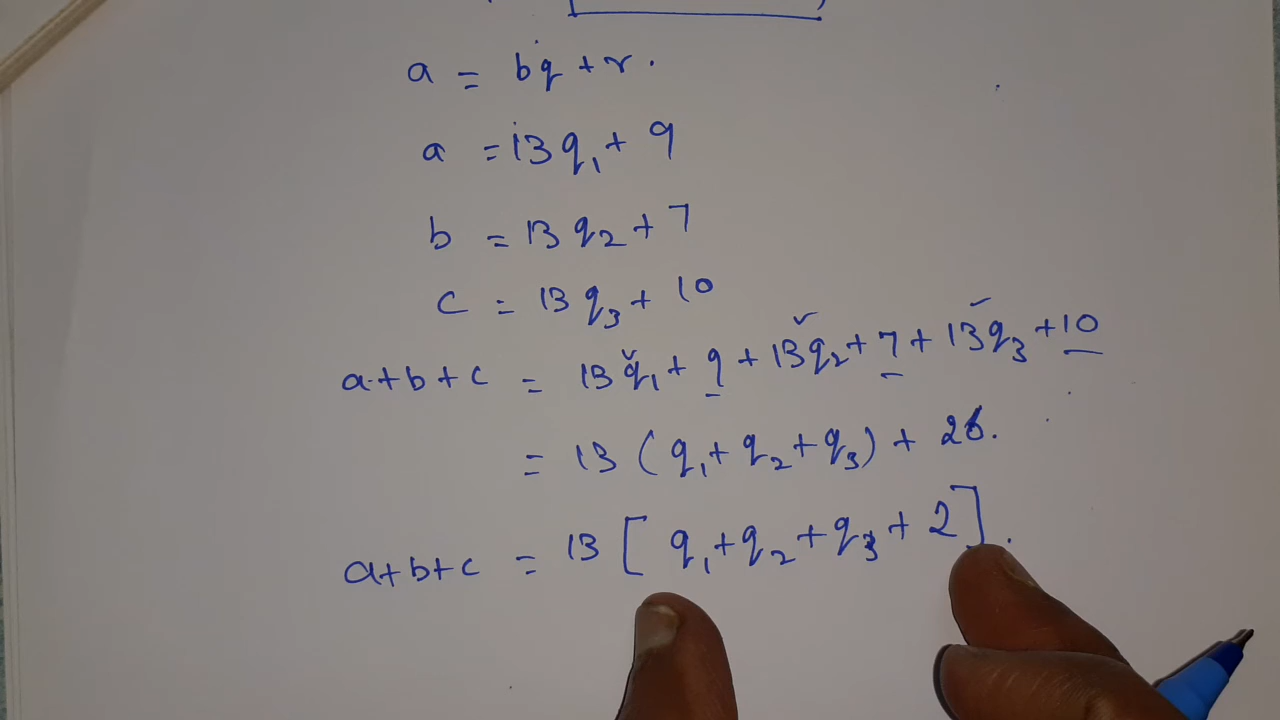 a = bq + r.
a = 13q₁ + 9
b = 13q₂ + 7
c = 13q₃ + 10
a+b+c = 13q₁ + 9 + 13q₂ + 7 + 13q₃ + 10
= 13 (q₁ + q₂ + q₃) + 26.
a+b+c = 13 [q₁ + q₂ + q₃ + 2].